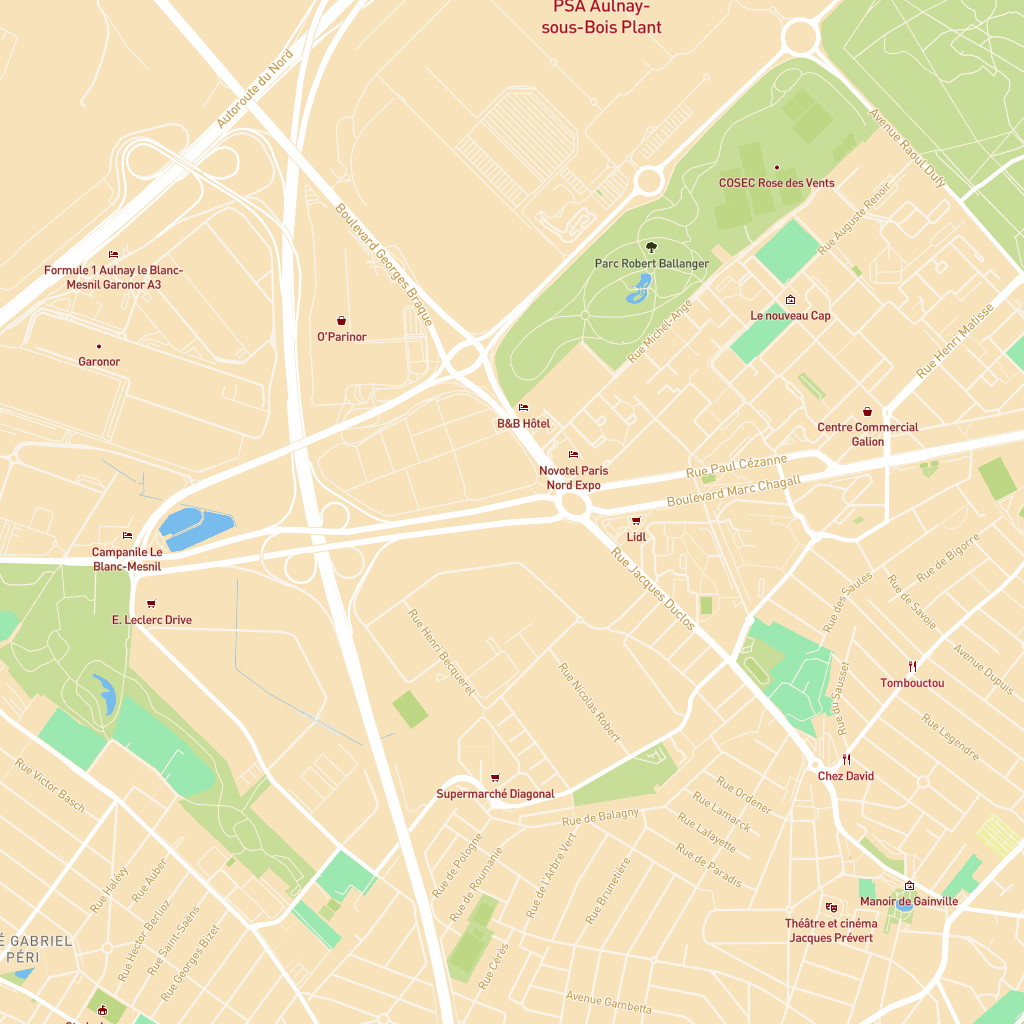 PSA Aulnay-
sous-Bois Plant
Autoroute du Nord
Avenue Raoul Dufy
COSEC Rose des Vents
Rue Auguste Renoir
Boulevard Georges Braque
Parc Robert Ballanger
Formule 1 Aulnay le Blanc-
Mesnil Garonor A3
Le nouveau Cap
Rue Michel-Ange
O'Parinor
Rue Henri Matisse
Garonor
B&B Hôtel
Centre Commercial
Galion
Novotel Paris
Nord Expo
Rue Paul Cézanne
Boulevard Marc Chagall
Lidl
Campanile Le
Blanc-Mesnil
Rue de Bigorre
Rue Jacques Duclos
Rue des Saules
Rue de Savoie
E. Leclerc Drive
Rue Henri Becquerel
Avenue Dupuis
Rue Nicolas Robert
Tombouctou
Rue du Sausset
Rue Legendre
Chez David
Rue Victor Basch
Supermarché Diagonal
Rue Ordener
Rue Lamarck
Rue de Balagny
Rue Lafayette
Rue de Paradis
Rue de Pologne
Rue de Roumanie
Rue de l'Arbre Vert
Rue Brunetière
Rue Halévy
Rue Auber
Manoir de Gainville
Rue Hector Berlioz
Rue Saint-Saëns
Rue Georges Bizet
Théâtre et cinéma
Jacques Prévert
É GABRIEL
PÉRI
Rue Cérès
Avenue Gambetta